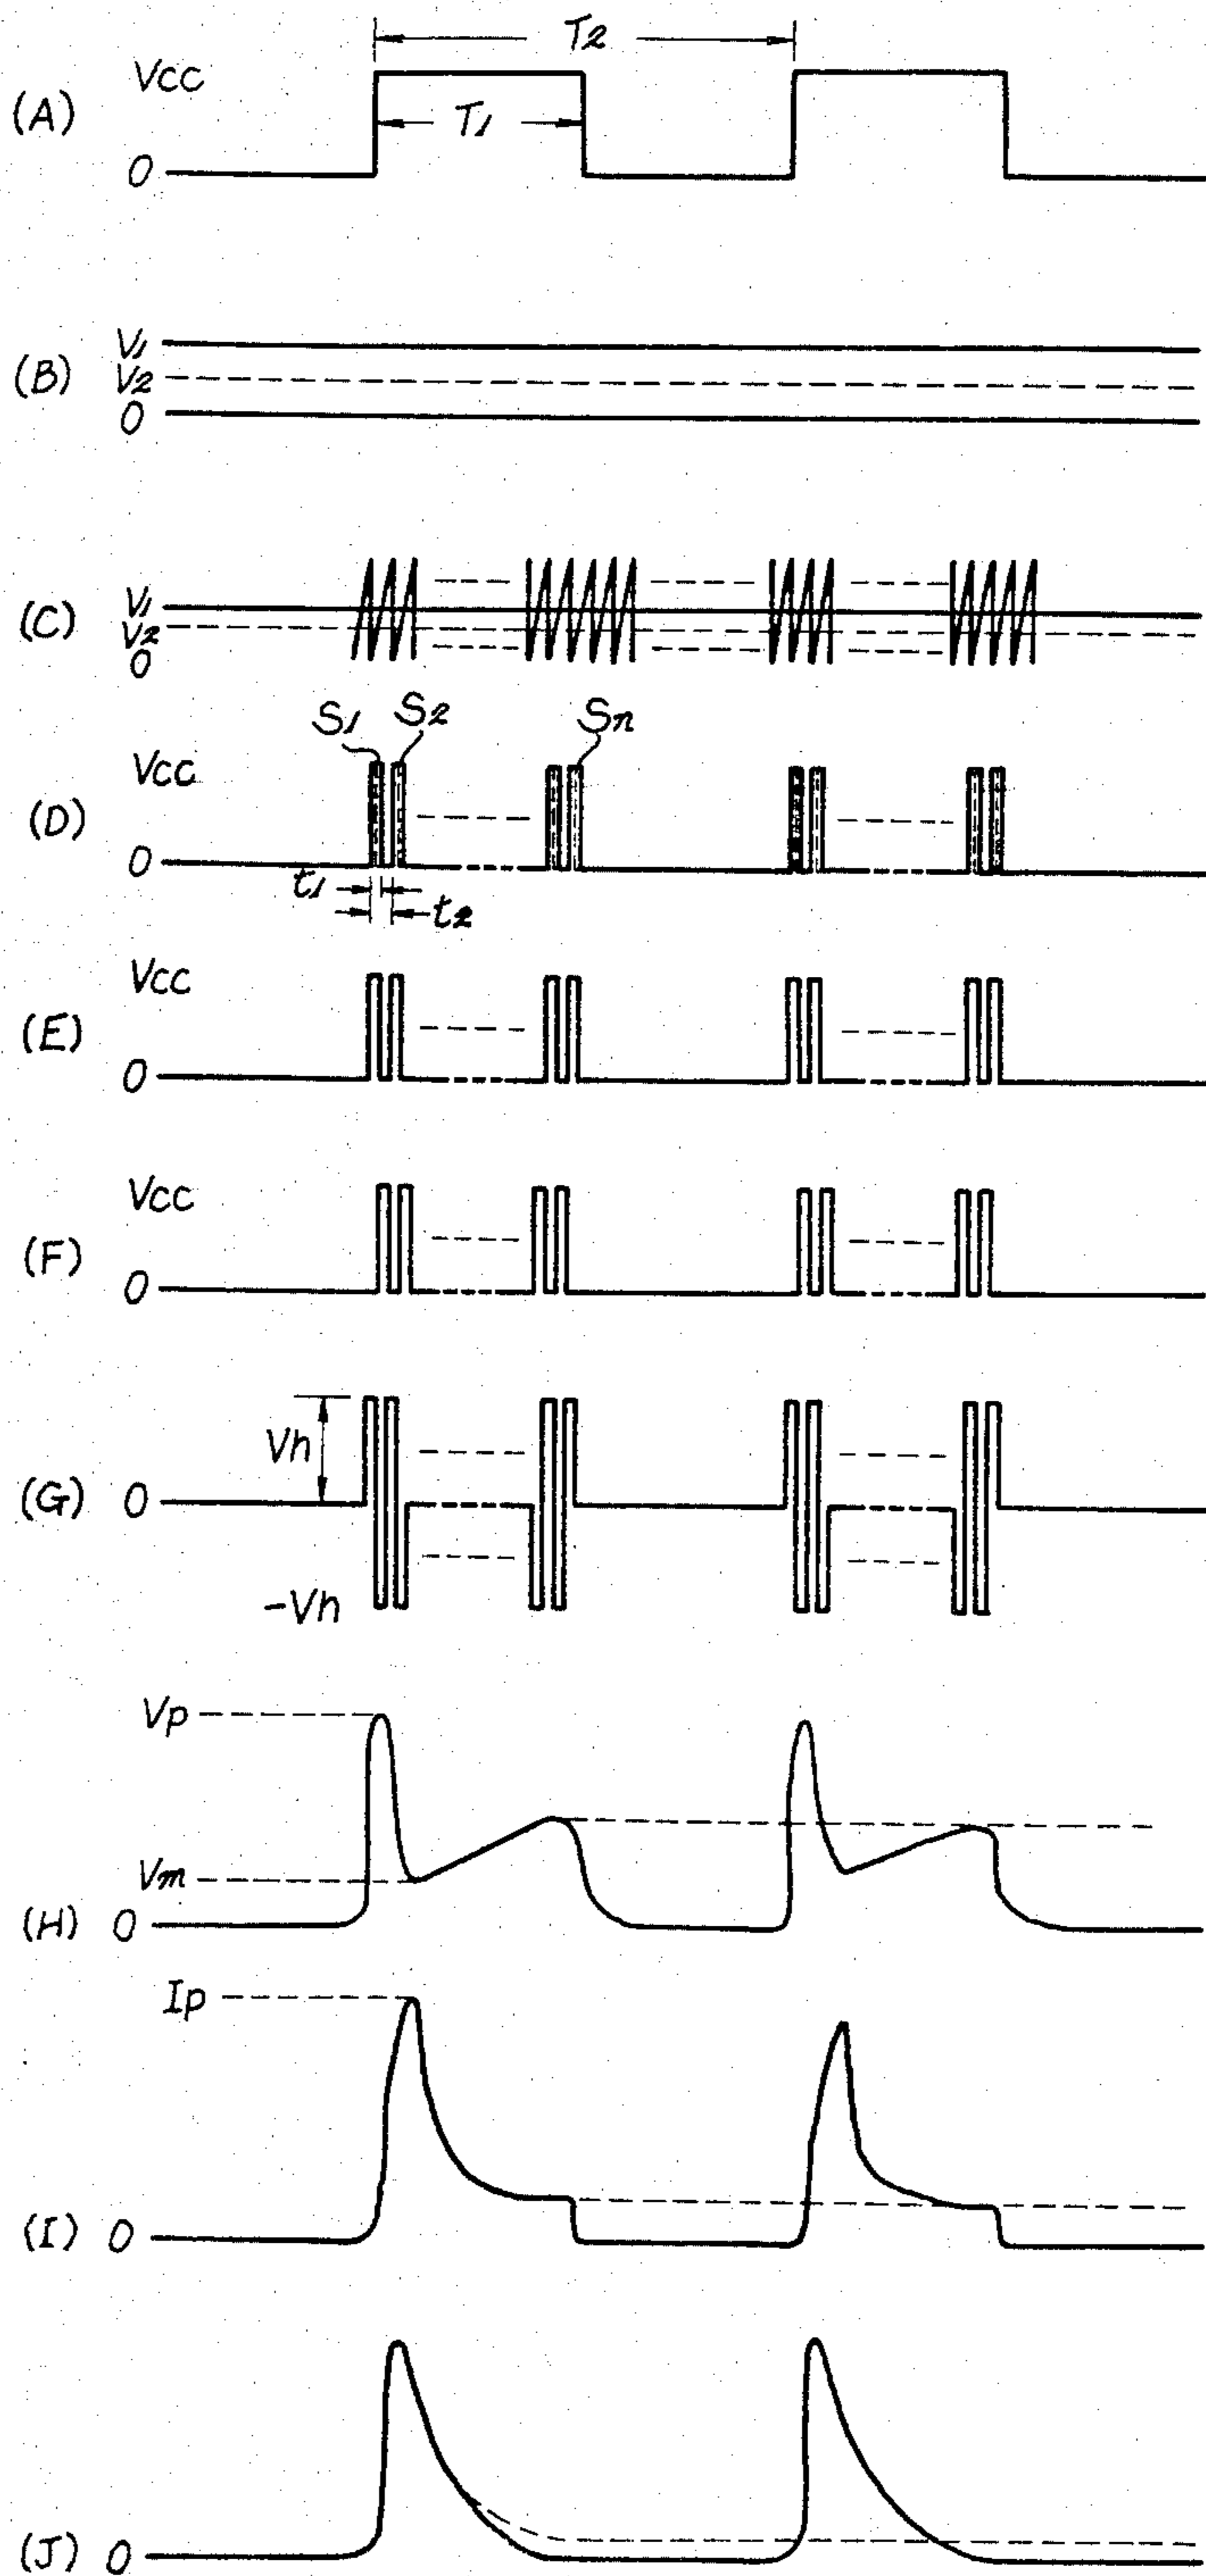 T2
Vcc
(A)
T1
0
V1
(B)
V2
0
V1
(C)
V2
0
S1 S2 Sn
Vcc
(D)
0
t1
t2
Vcc
(E)
0
Vcc
(F)
0
Vh
(G) 0
-Vh
Vp
Vm
(H) 0
Ip
(I) 0
(J) 0